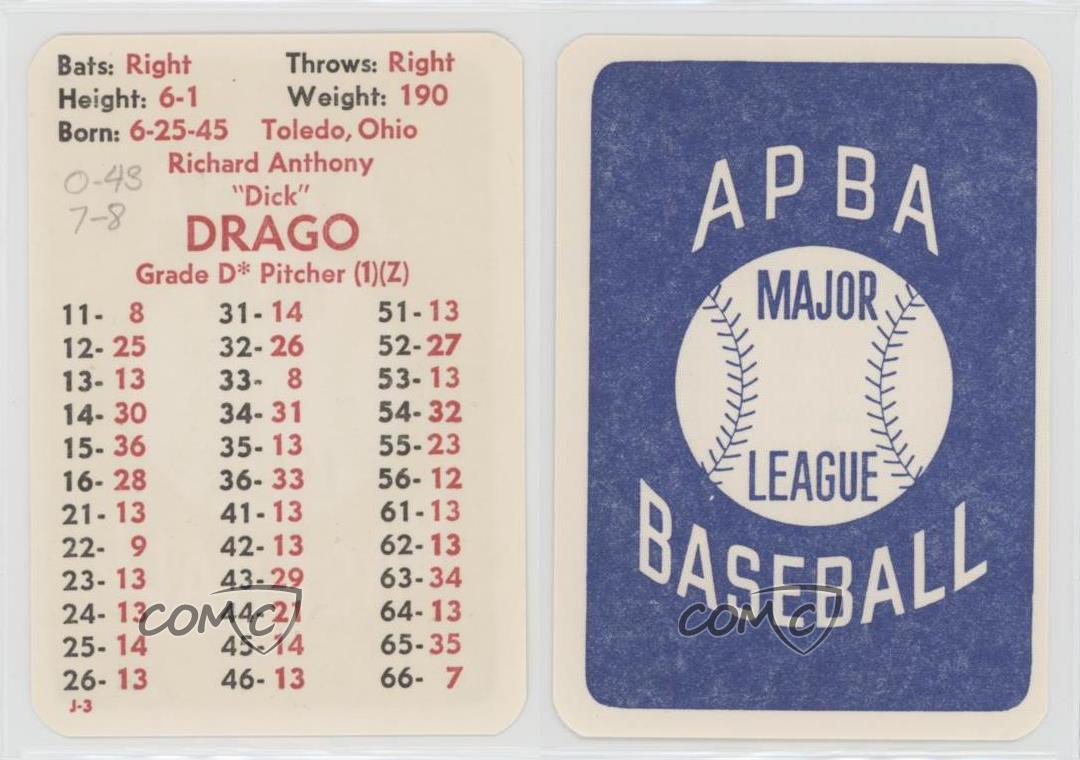 Bats: Right Throws: Right
Height: 6-1 Weight: 190
Born: 6-25-45 Toledo, Ohio
Richard Anthony
0-43
"Dick"
7-8
DRAGO
Grade D* Pitcher (1)(Z)
11- 8 31-14 51-13
12-25 32-26 52-27
13-13 33- 8 53-13
14-30 34-31 54-32
15-36 35-13 55-23
16-28 36-33 56-12
21-13 41-13 61-13
22- 9 42-13 62-13
23-13 43-29 63-34
24-13 44-21 64-13
25-14 45-14 65-35
26-13 46-13 66- 7
J-3
COMC
APBA
MAJOR
LEAGUE
BASEBALL
COMC